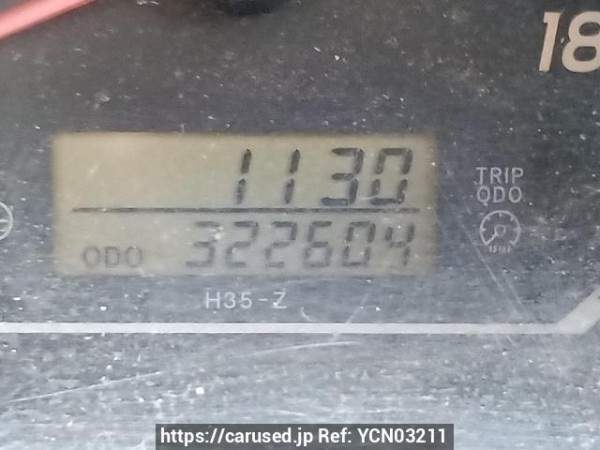 18
1130
TRIP
ODO
ODO 322604
H35-Z
https://carused.jp Ref: YCN03211